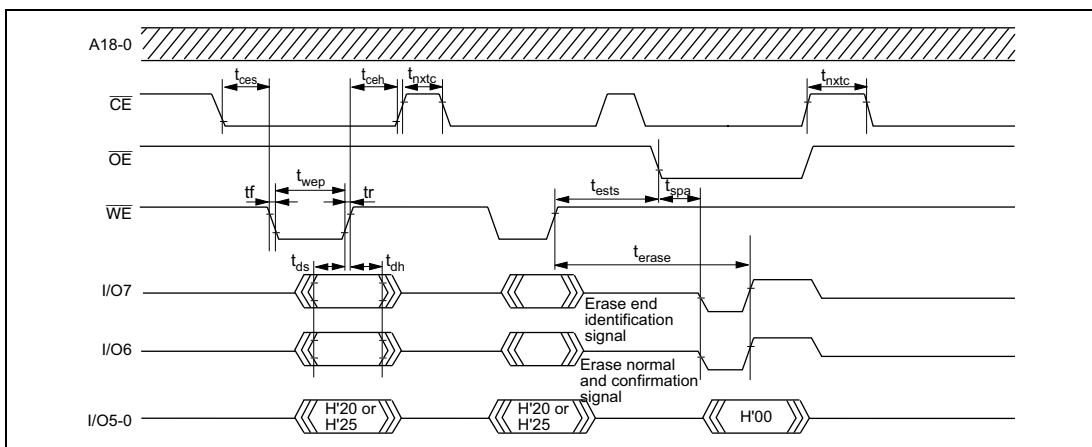 A18-0
t_ces
t_ceh
t_nxtc
t_nxtc
CE
OE
t_wep
t_ests
t_spa
tf
tr
WE
t_erase
t_ds
t_dh
I/O7
Erase end
identification
signal
I/O6
Erase normal
and confirmation
signal
I/O5-0
H'20 or
H'25
H'20 or
H'25
H'00